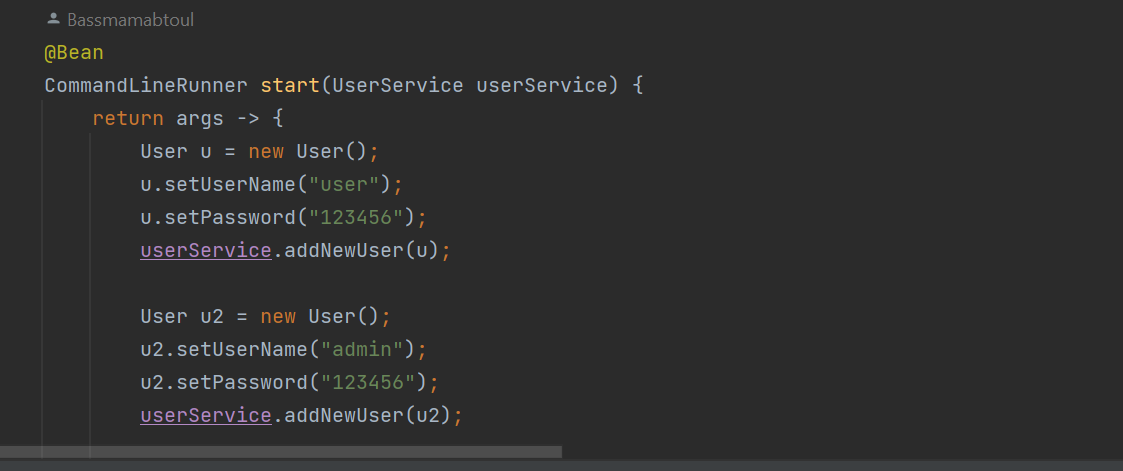 Bassmamabtoul
@Bean
CommandLineRunner start(UserService userService) {
return args -> {
User u = new User();
u.setUserName("user");
u.setPassword("123456");
userService.addNewUser(u);
User u2 = new User();
u2.setUserName("admin");
u2.setPassword("123456");
userService.addNewUser(u2);